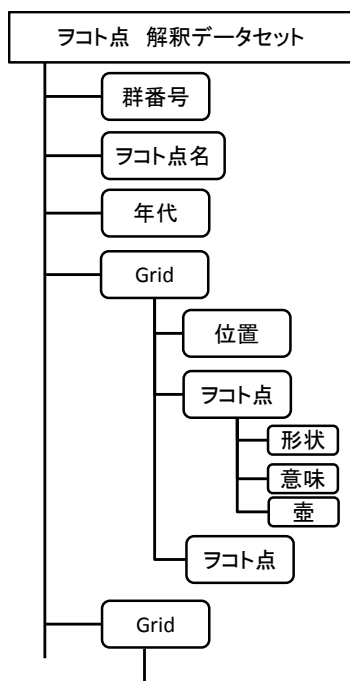 ヲコト点 解釈データセット
群番号
ヲコト点名
年代
Grid
位置
ヲコト点
形状
意味
壺
ヲコト点
Grid